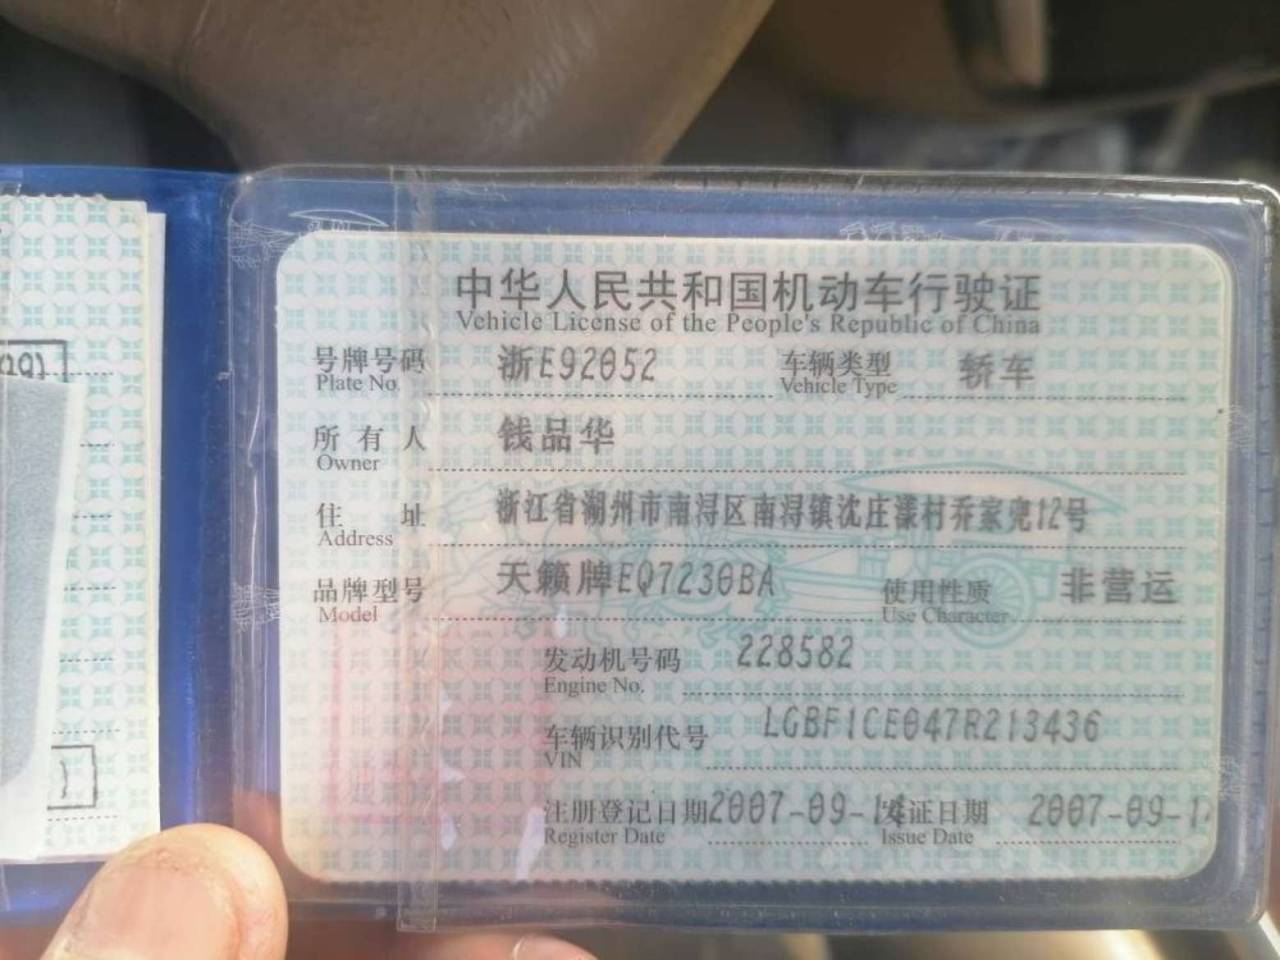 中华人民共和国机动车行驶证
Vehicle License of the People's Republic of China
号牌号码 浙E92052 车辆类型 轿车
Plate No. Vehicle Type
所有人 钱品华
Owner
住址 浙江省湖州市南浔区南浔镇沈庄漾村乔家兜12号
Address
品牌型号 天籁牌EQ7230BA 使用性质 非营运
Model Use Character
发动机号码 228582
Engine No.
车辆识别代号 LGBF1CE047R213436
VIN
注册登记日期 2007-09-14 发证日期 2007-09-1
Register Date Issue Date